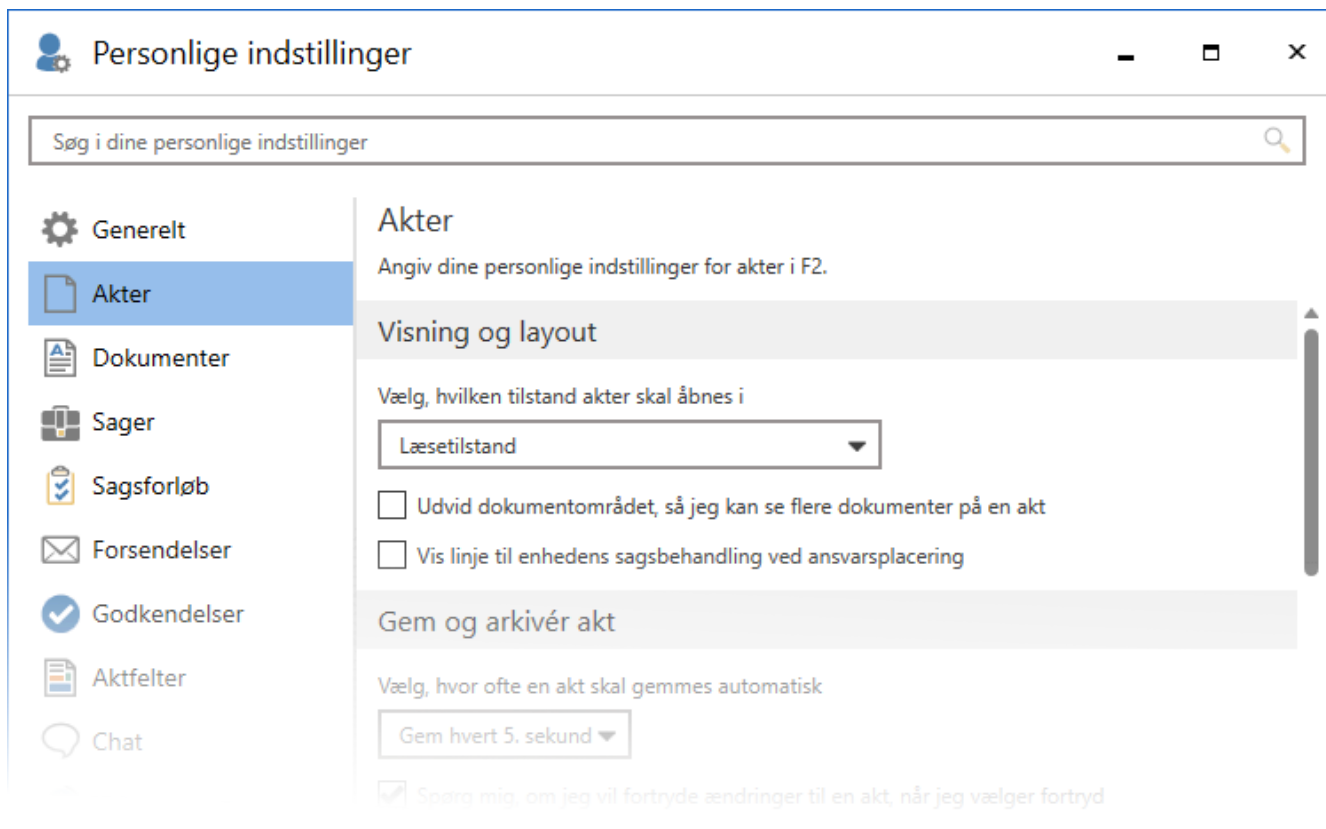 Personlige indstillinger
Søg i dine personlige indstillinger
Generelt
Akter
Dokumenter
Sager
Sagsforløb
Forsendelser
Godkendelser
Aktfelter
Chat
Akter
Angiv dine personlige indstillinger for akter i F2.
Visning og layout
Vælg, hvilken tilstand akter skal åbnes i
Læsetilstand
Udvid dokumentområdet, så jeg kan se flere dokumenter på en akt
Vis linje til enhedens sagsbehandling ved ansvarsplacering
Gem og arkivér akt
Vælg, hvor ofte en akt skal gemmes automatisk
Gem hvert 5. sekund
Spørg mig, om jeg vil fortryde ændringer til en akt, når jeg vælger fortryd